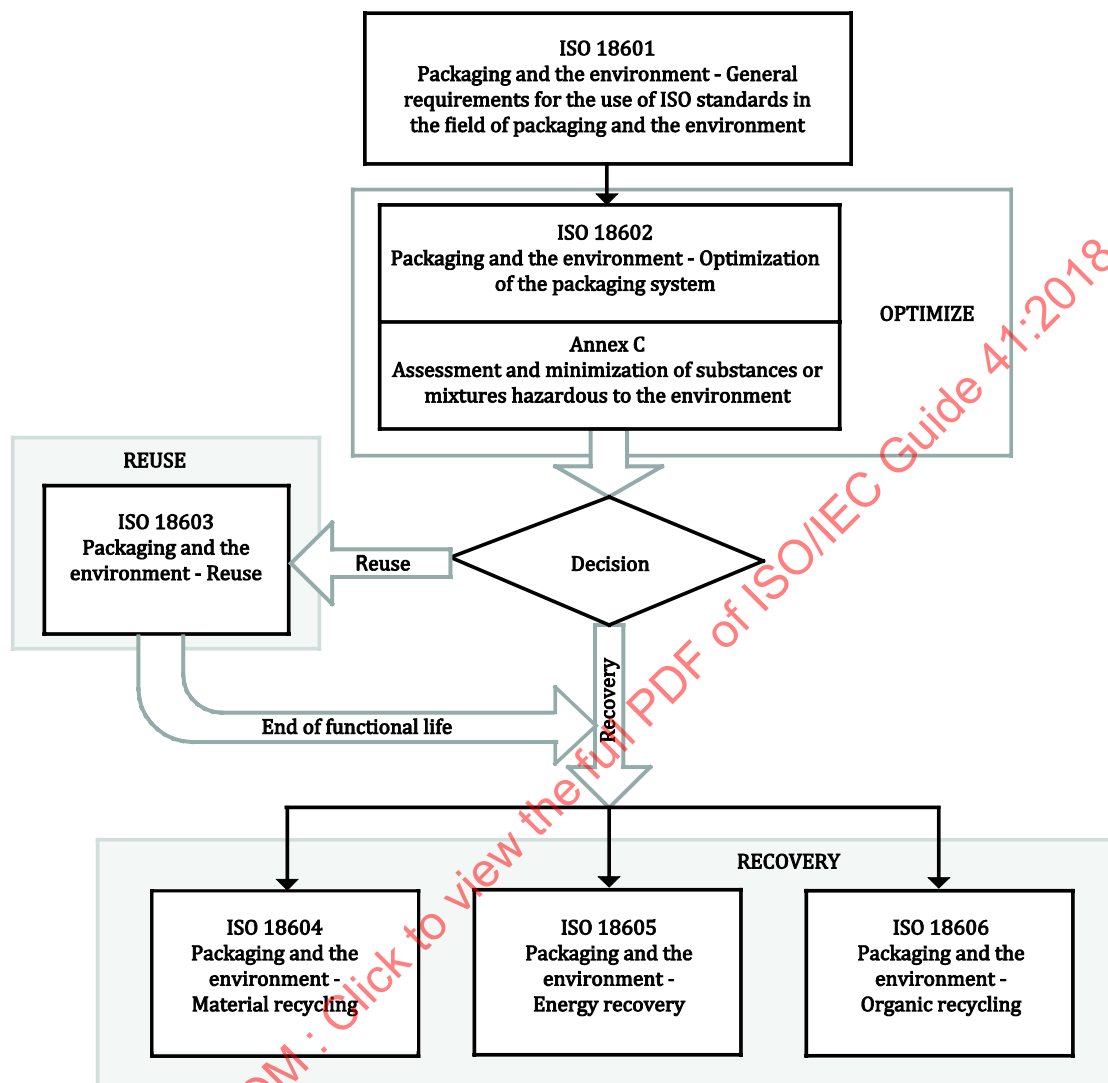 ISO 18601
Packaging and the environment - General
requirements for the use of ISO standards in
the field of packaging and the environment
ISO 18602
Packaging and the environment - Optimization
of the packaging system
OPTIMIZE
Annex C
Assessment and minimization of substances or
mixtures hazardous to the environment
REUSE
ISO 18603
Packaging and the
environment - Reuse
Reuse
Decision
Recovery
End of functional life
RECOVERY
ISO 18604
Packaging and the
environment -
Material recycling
ISO 18605
Packaging and the
environment -
Energy recovery
ISO 18606
Packaging and the
environment -
Organic recycling
OM : Click to view the full PDF of ISO/IEC Guide 41:2018